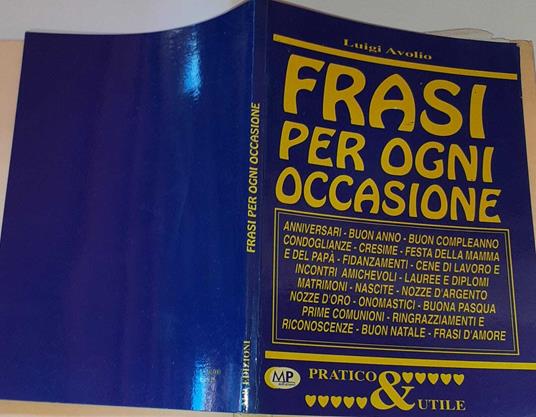 Luigi Avolio
FRASI
PER OGNI
OCCASIONE
ANNIVERSARI - BUON ANNO - BUON COMPLEANNO
CONDOGLIANZE - CRESIME - FESTA DELLA MAMMA
E DEL PAPÀ - FIDANZAMENTI - CENE DI LAVORO E
INCONTRI AMICHEVOLI - LAUREE E DIPLOMI
MATRIMONI - NASCITE - NOZZE D'ARGENTO
NOZZE D'ORO - ONOMASTICI - BUONA PASQUA
PRIME COMUNIONI - RINGRAZZIAMENTI E
RICONOSCENZE - BUON NATALE - FRASI D'AMORE
MP
PRATICO
& UTILE
FRASI PER OGNI OCCASIONE
EDIZIONI